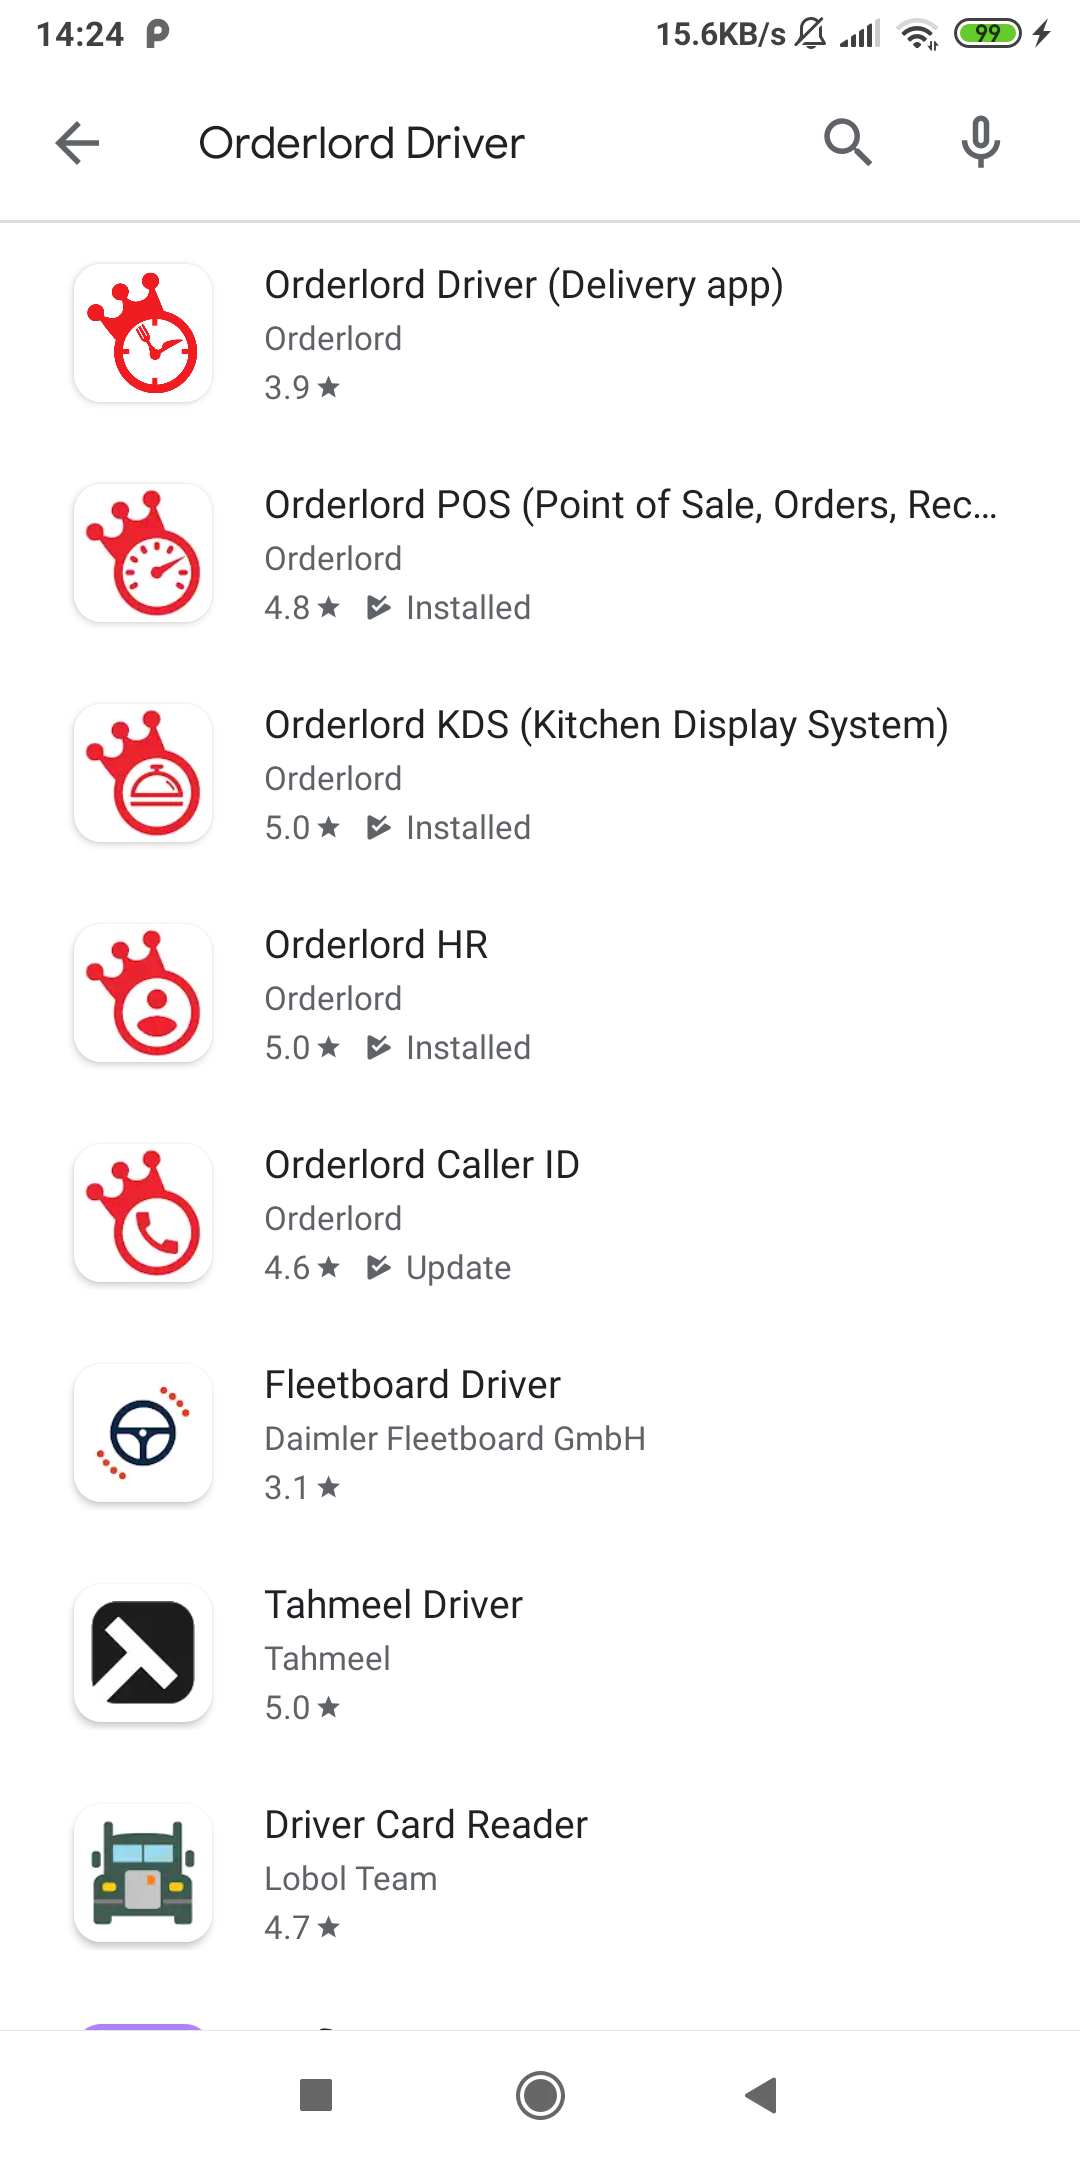 14:24 P 15.6KB/s 99
Orderlord Driver
Orderlord Driver (Delivery app)
Orderlord
3.9 ★
Orderlord POS (Point of Sale, Orders, Rec...
Orderlord
4.8 ★ Installed
Orderlord KDS (Kitchen Display System)
Orderlord
5.0 ★ Installed
Orderlord HR
Orderlord
5.0 ★ Installed
Orderlord Caller ID
Orderlord
4.6 ★ Update
Fleetboard Driver
Daimler Fleetboard GmbH
3.1 ★
Tahmeel Driver
Tahmeel
5.0 ★
Driver Card Reader
Lobol Team
4.7 ★